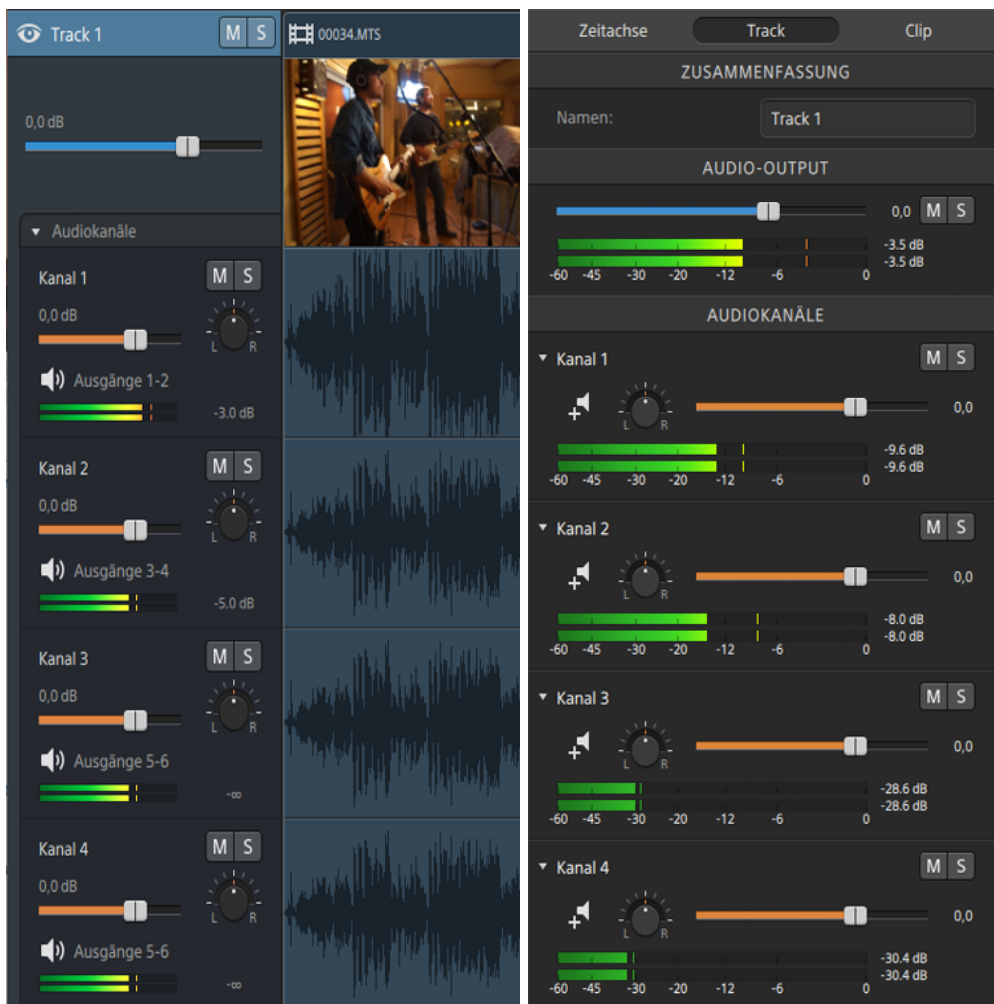 Track 1 M S
00034.MTS
0,0 dB
Audiokanäle
Kanal 1 M S
0,0 dB
L R
Ausgänge 1-2
-3.0 dB
Kanal 2 M S
0,0 dB
L R
Ausgänge 3-4
-5.0 dB
Kanal 3 M S
0,0 dB
L R
Ausgänge 5-6
-∞
Kanal 4 M S
0,0 dB
L R
Ausgänge 5-6
-∞
Zeitachse Track Clip
ZUSAMMENFASSUNG
Namen: Track 1
AUDIO-OUTPUT
0,0 M S
-3.5 dB
-3.5 dB
-60 -45 -30 -20 -12 -6 0
AUDIOKANÄLE
Kanal 1 M S
L R 0,0
-9.6 dB
-9.6 dB
-60 -45 -30 -20 -12 -6 0
Kanal 2 M S
L R 0,0
-8.0 dB
-8.0 dB
-60 -45 -30 -20 -12 -6 0
Kanal 3 M S
L R 0,0
-28.6 dB
-28.6 dB
-60 -45 -30 -20 -12 -6 0
Kanal 4 M S
L R 0,0
-30.4 dB
-30.4 dB
-60 -45 -30 -20 -12 -6 0